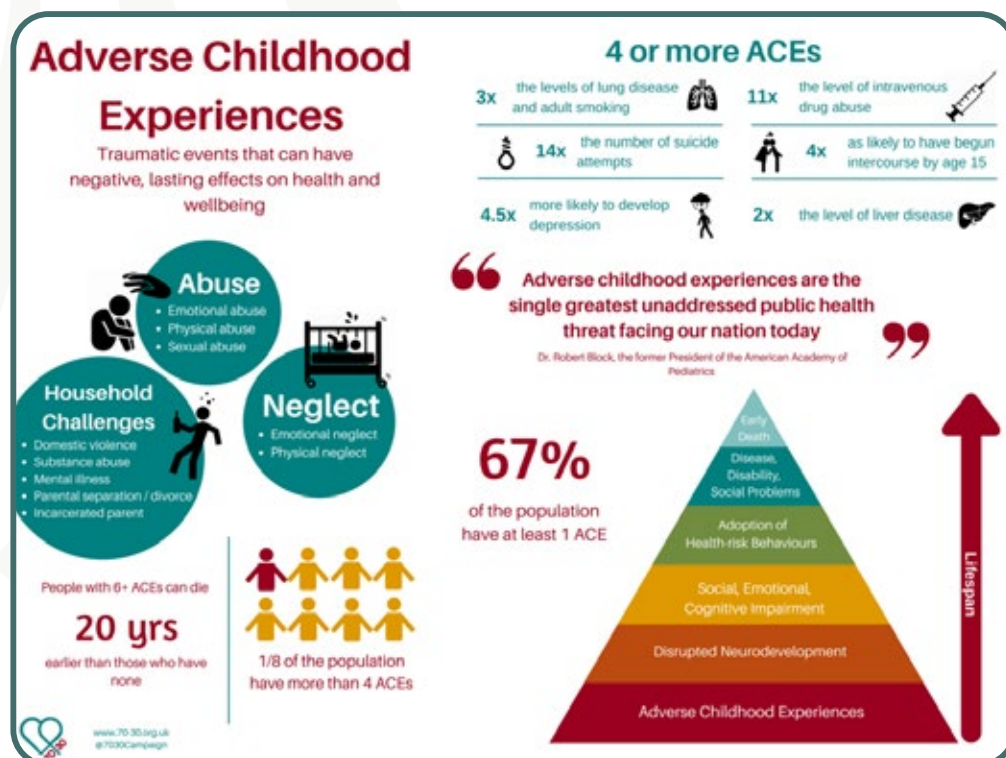 Adverse Childhood
Experiences
Traumatic events that can have
negative, lasting effects on health and
wellbeing
Abuse
• Emotional abuse
• Physical abuse
• Sexual abuse
Household
Challenges
• Domestic violence
• Substance abuse
• Mental illness
• Parental separation / divorce
• Incarcerated parent
Neglect
• Emotional neglect
• Physical neglect
People with 6+ ACEs can die
20 yrs
earlier than those who have
none
1/8 of the population
have more than 4 ACEs
www.70-30.org.uk
@7030Campaign
4 or more ACEs
3x the levels of lung disease
and adult smoking
11x the level of intravenous
drug abuse
14x the number of suicide
attempts
4x as likely to have begun
intercourse by age 15
4.5x more likely to develop
depression
2x the level of liver disease
“ Adverse childhood experiences are the
single greatest unaddressed public health
threat facing our nation today ”
Dr. Robert Block, the former President of the American Academy of
Pediatrics
67%
of the population
have at least 1 ACE
Early
Death
Disease,
Disability,
Social Problems
Adoption of
Health-risk Behaviours
Social, Emotional,
Cognitive Impairment
Disrupted Neurodevelopment
Adverse Childhood Experiences
Lifespan